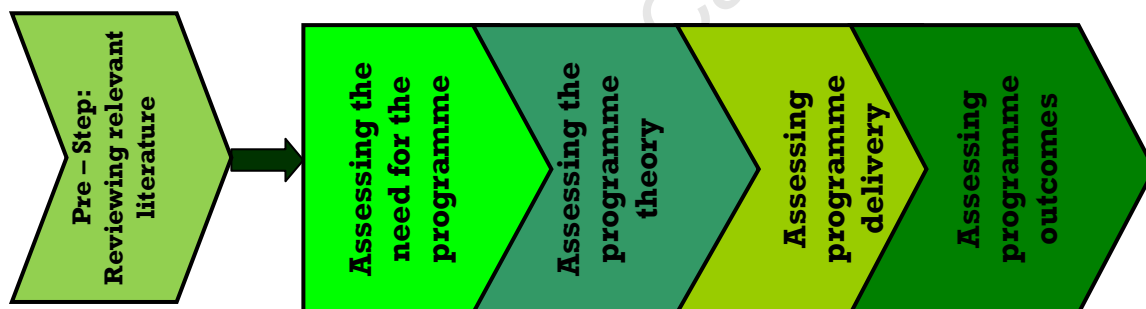 Pre – Step:
Reviewing relevant
literature
Assessing the
need for the
programme
Assessing the
programme
theory
Assessing
programme
delivery
Assessing
programme
outcomes